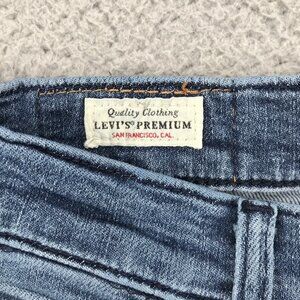 Quality Clothing
LEVI'S® PREMIUM
SAN FRANCISCO, CAL.